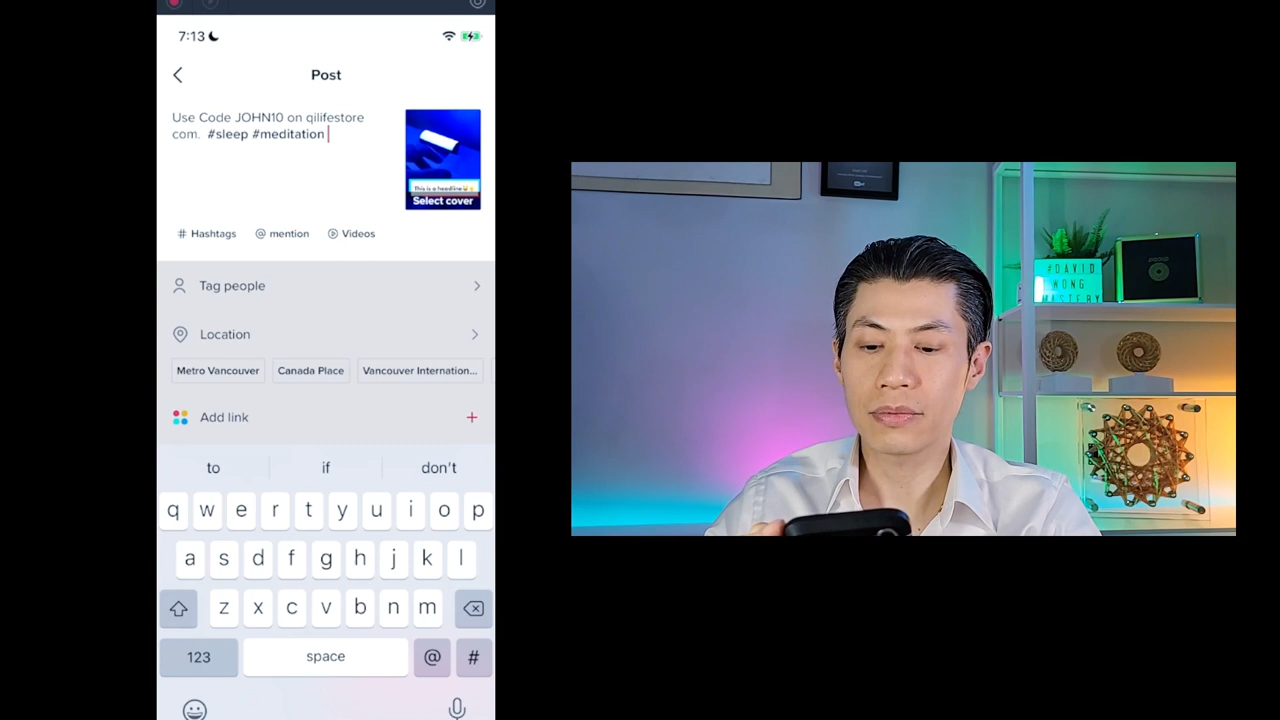 7:13
Post
Use Code JOHN10 on qilifestore
com. #sleep #meditation
This is a headline
Select cover
# Hashtags @ mention Videos
Tag people
Location
Metro Vancouver Canada Place Vancouver Internation...
Add link +
to if don't
q w e r t y u i o p
a s d f g h j k l
z x c v b n m
123 space @ #
#DAVID
WONG
MASTERY